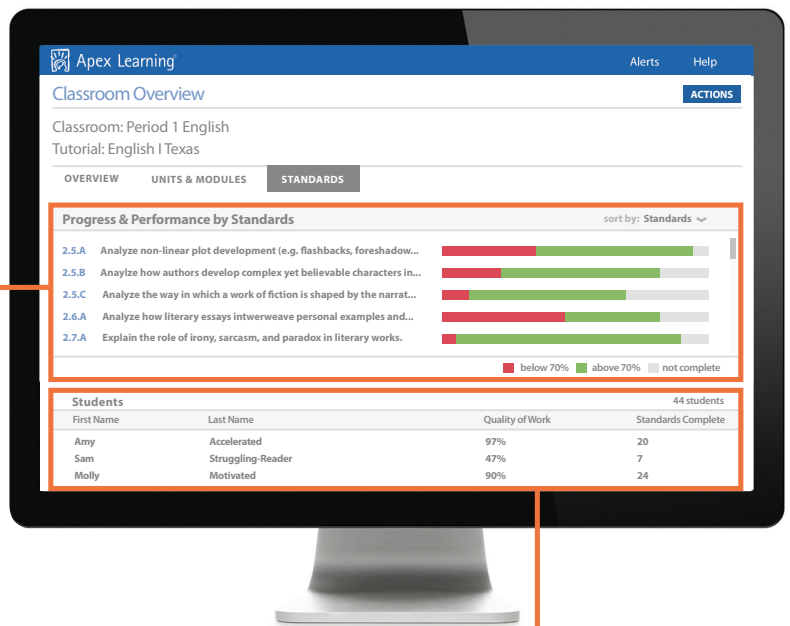 Apex Learning
Alerts Help
Classroom Overview
ACTIONS
Classroom: Period 1 English
Tutorial: English I Texas
OVERVIEW UNITS & MODULES STANDARDS
Progress & Performance by Standards
sort by: Standards
2.5.A Analyze non-linear plot development (e.g. flashbacks, foreshadow...
2.5.B Anaylze how authors develop complex yet believable characters in...
2.5.C Analyze the way in which a work of fiction is shaped by the narrat...
2.6.A Analyze how literary essays intwerweave personal examples and...
2.7.A Explain the role of irony, sarcasm, and paradox in literary works.
below 70% above 70% not complete
Students 44 students
First Name Last Name Quality of Work Standards Complete
Amy Accelerated 97% 20
Sam Struggling-Reader 47% 7
Molly Motivated 90% 24